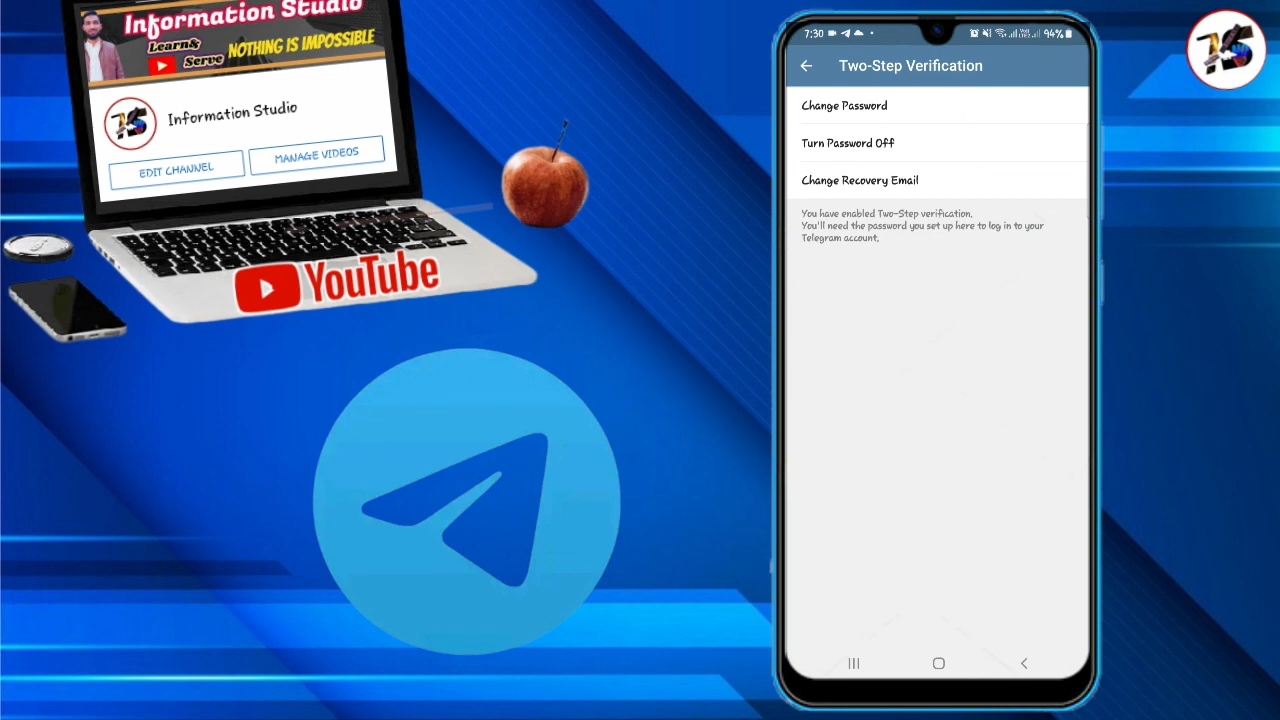 Information Studio
Learn&
Serve
NOTHING IS IMPOSSIBLE
Information Studio
EDIT CHANNEL
MANAGE VIDEOS
YouTube
7:30
94%
Two-Step Verification
Change Password
Turn Password Off
Change Recovery Email
You have enabled Two-Step verification.
You'll need the password you set up here to log in to your
Telegram account.